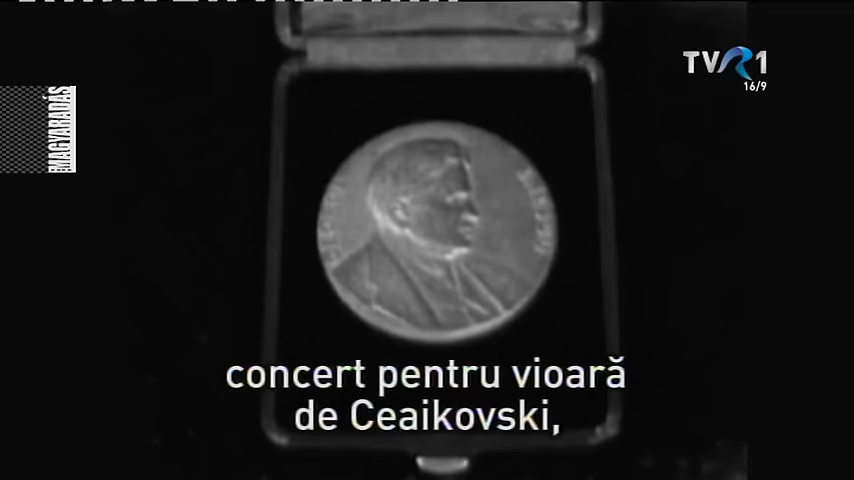 TVR1
16/9
MAGYARADÁS
concert pentru vioară
de Ceaikovski,